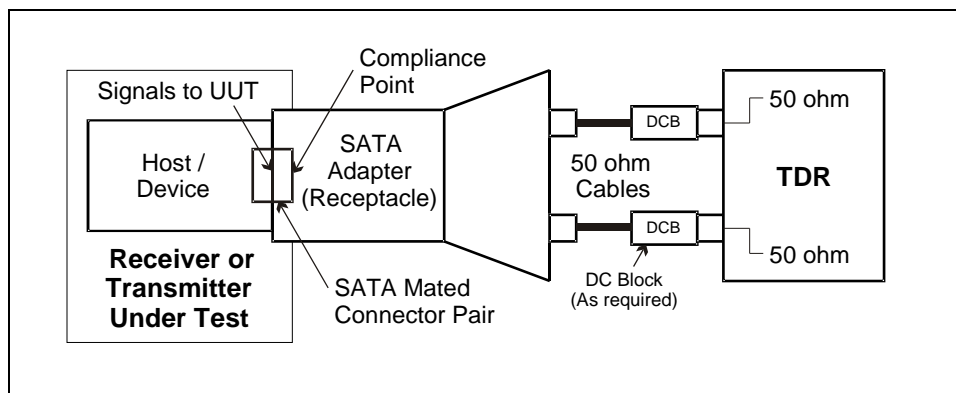 Compliance
Point
Signals to UUT
Host /
Device
SATA
Adapter
(Receptacle)
Receiver or
Transmitter
Under Test
SATA Mated
Connector Pair
DCB
50 ohm
Cables
DCB
DC Block
(As required)
50 ohm
TDR
50 ohm